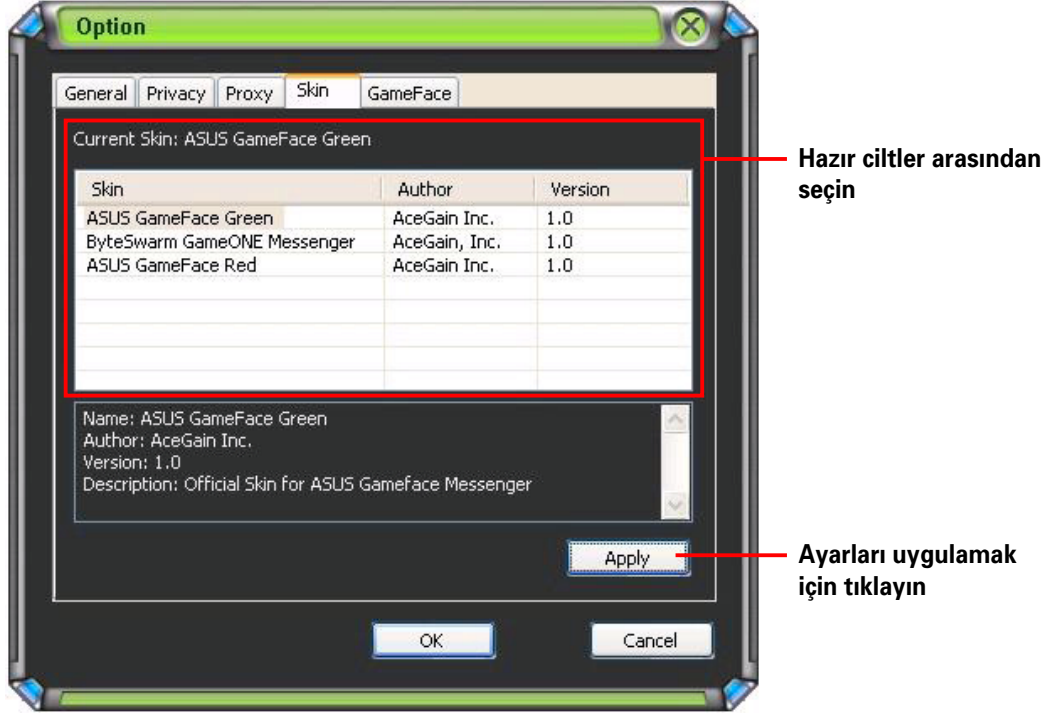 Option
General Privacy Proxy Skin GameFace
Current Skin: ASUS GameFace Green
Skin Author Version
ASUS GameFace Green AceGain Inc. 1.0
ByteSwarm GameONE Messenger AceGain, Inc. 1.0
ASUS GameFace Red AceGain Inc. 1.0
Name: ASUS GameFace Green
Author: AceGain Inc.
Version: 1.0
Description: Official Skin for ASUS Gameface Messenger
Apply
OK Cancel
Hazır ciltler arasından
seçin
Ayarları uygulamak
için tıklayın